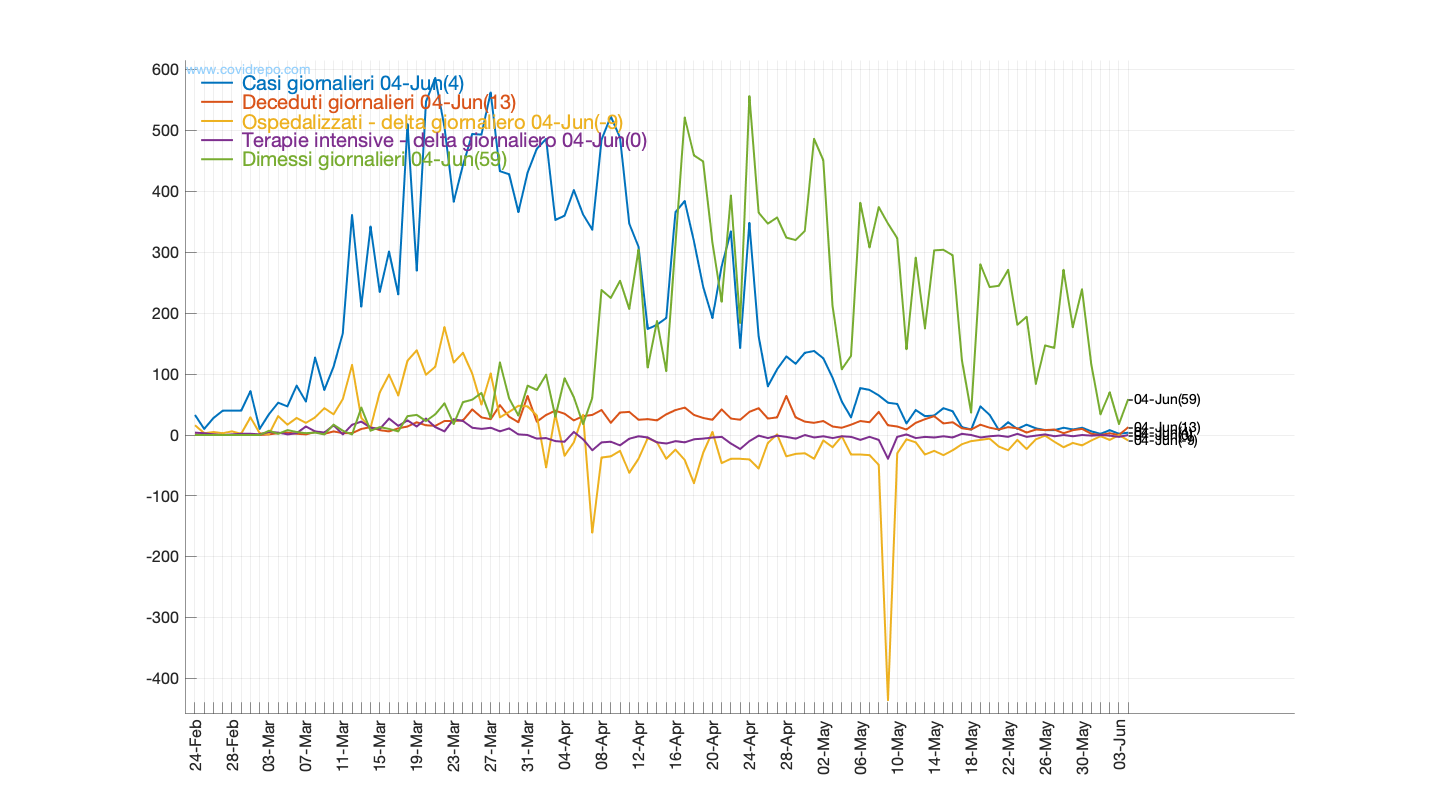 www.covidrepo.com
Casi giornalieri 04-Jun(4)
Deceduti giornalieri 04-Jun(13)
Ospedalizzati - delta giornaliero 04-Jun(-9)
Terapie intensive - delta giornaliero 04-Jun(0)
Dimessi giornalieri 04-Jun(59)
600
500
400
300
200
100
0
-100
-200
-300
-400
04-Jun(59)
04-Jun(13)
04-Jun(-9)
24-Feb
28-Feb
03-Mar
07-Mar
11-Mar
15-Mar
19-Mar
23-Mar
27-Mar
31-Mar
04-Apr
08-Apr
12-Apr
16-Apr
20-Apr
24-Apr
28-Apr
02-May
06-May
10-May
14-May
18-May
22-May
26-May
30-May
03-Jun